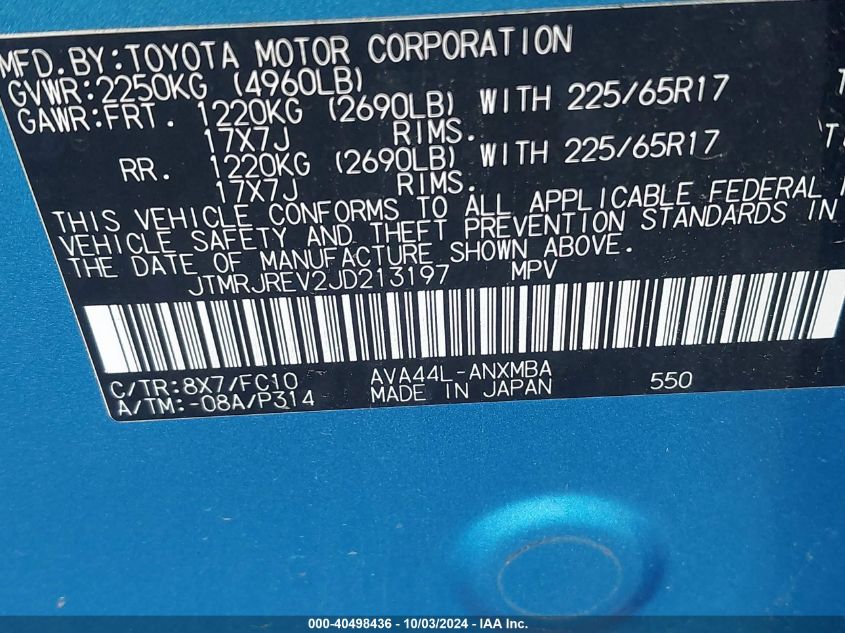 MFD.BY:TOYOTA MOTOR CORPORATION
GVWR:2250KG (4960LB)
GAWR:FRT. 1220KG (2690LB) WITH 225/65R17
17X7J RIMS.
RR. 1220KG (2690LB) WITH 225/65R17
17X7J RIMS.
THIS VEHICLE CONFORMS TO ALL APPLICABLE FEDERAL
VEHICLE SAFETY AND THEFT PREVENTION STANDARDS IN
THE DATE OF MANUFACTURE SHOWN ABOVE.
JTMRJREV2JD213197 MPV
C/TR:8X7/FC10 AVA44L-ANXMBA
A/TM:-08A/P314 MADE IN JAPAN 550
000-40498436 - 10/03/2024 - IAA Inc.